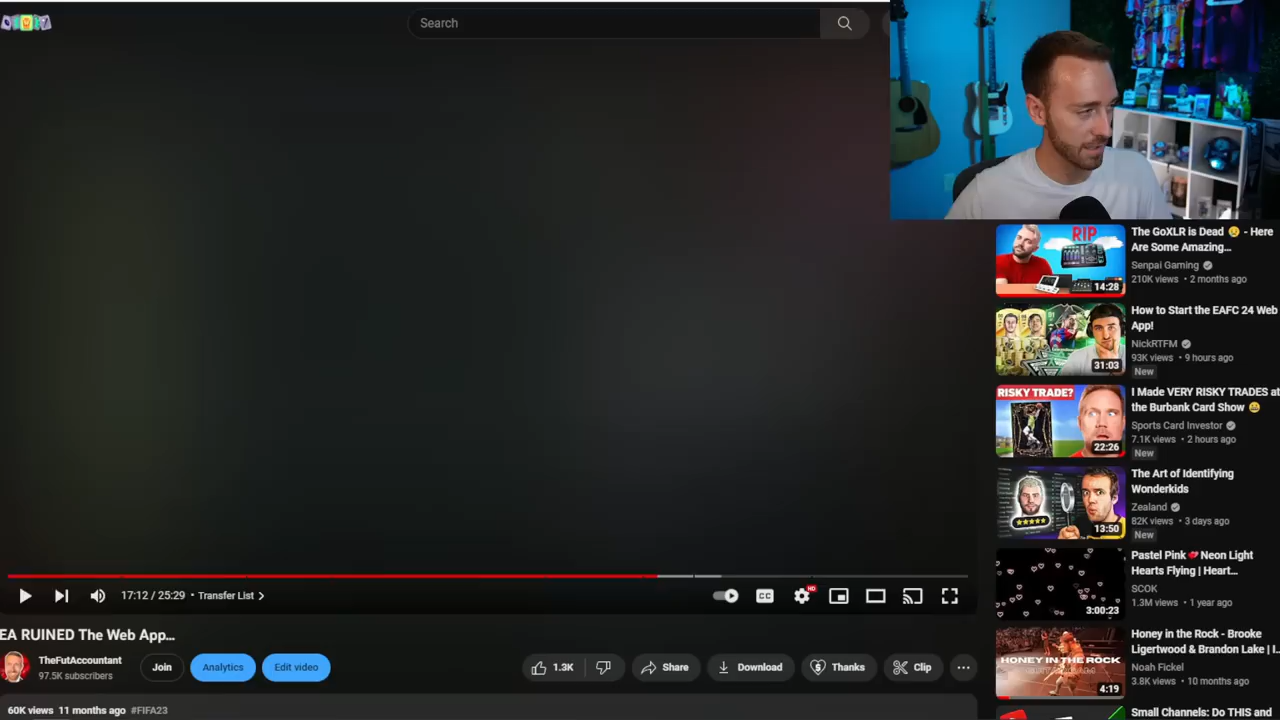 Search
17:12 / 25:29 • Transfer List
EA RUINED The Web App...
TheFutAccountant
97.5K subscribers
Join
Analytics
Edit video
1.3K
Share
Download
Thanks
Clip
60K views 11 months ago #FIFA23
RIP
14:28
The GoXLR is Dead 😢 - Here
Are Some Amazing...
Senpai Gaming
210K views • 2 months ago
31:03
How to Start the EAFC 24 Web
App!
NickRTFM
93K views • 9 hours ago
New
RISKY TRADE?
22:26
I Made VERY RISKY TRADES at
the Burbank Card Show 😬
Sports Card Investor
7.1K views • 2 hours ago
New
13:50
The Art of Identifying
Wonderkids
Zealand
82K views • 3 days ago
New
3:00:23
Pastel Pink💋Neon Light
Hearts Flying | Heart...
SCOK
1.3M views • 1 year ago
HONEY IN THE ROCK
4:19
Honey in the Rock - Brooke
Ligertwood & Brandon Lake | I...
Noah Fickel
3.8K views • 10 months ago
Small Channels: Do THIS and